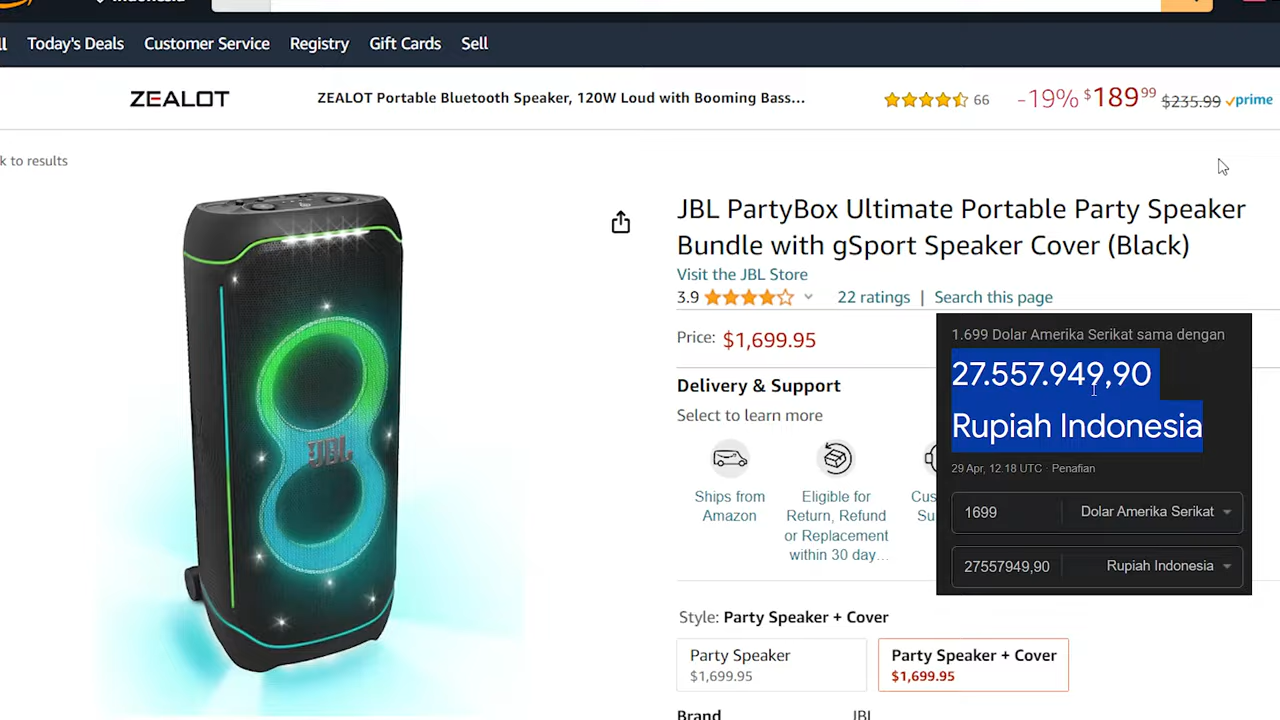 Today's Deals Customer Service Registry Gift Cards Sell
ZEALOT ZEALOT Portable Bluetooth Speaker, 120W Loud with Booming Bass... 66 -19% $189.99 $235.99 prime
k to results
JBL PartyBox Ultimate Portable Party Speaker
Bundle with gSport Speaker Cover (Black)
Visit the JBL Store
3.9 22 ratings | Search this page
Price: $1,699.95
Delivery & Support
Select to learn more
Ships from
Amazon
Eligible for
Return, Refund
or Replacement
within 30 day...
1.699 Dolar Amerika Serikat sama dengan
27.557.949,90
Rupiah Indonesia
29 Apr, 12.18 UTC · Penafian
1699 Dolar Amerika Serikat
27557949,90 Rupiah Indonesia
JBL
Style: Party Speaker + Cover
Party Speaker
$1,699.95
Party Speaker + Cover
$1,699.95
Brand JBL